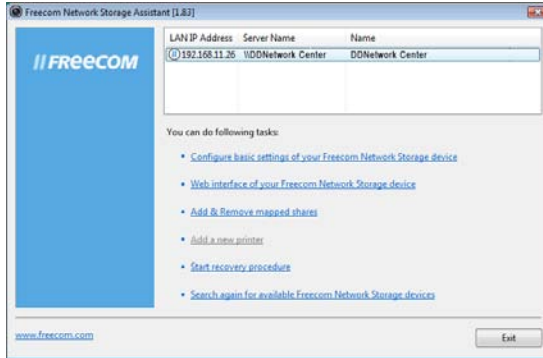 Freecom Network Storage Assistant [1.83]
FREECOM
LAN IP Address Server Name Name
192.168.11.26 \\DDNetwork Center DDNetwork Center
You can do following tasks:
Configure basic settings of your Freecom Network Storage device
Web interface of your Freecom Network Storage device
Add & Remove mapped shares
Add a new printer
Start recovery procedure
Search again for available Freecom Network Storage devices
www.freecom.com
Exit